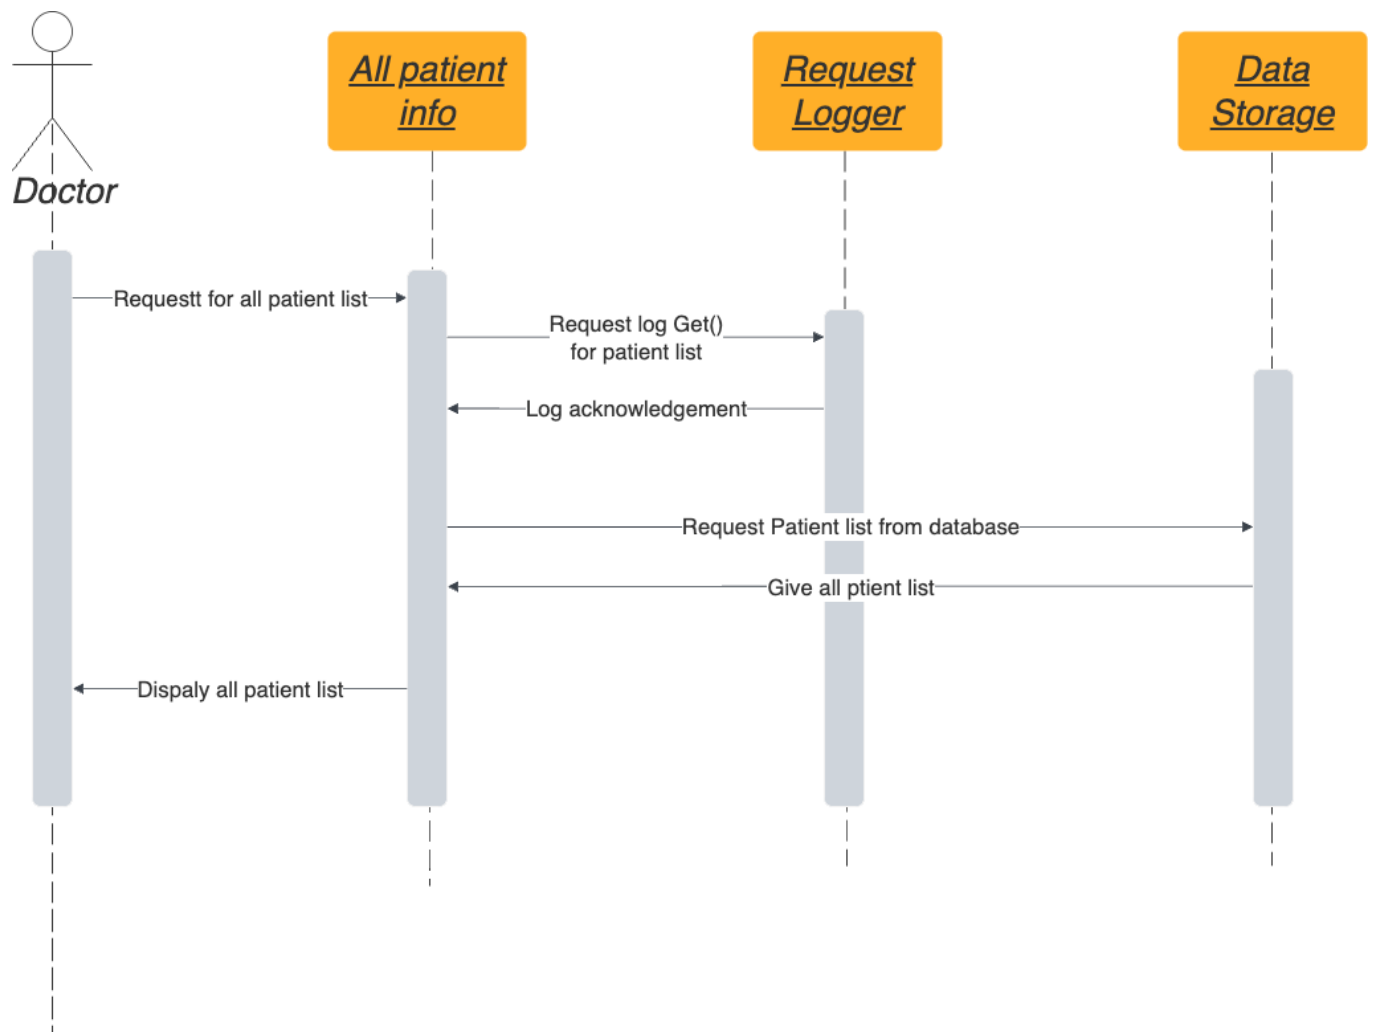 All patient
info
Request
Logger
Data
Storage
Doctor
Requestt for all patient list
Request log Get()
for patient list
Log acknowledgement
Request Patient list from database
Give all ptient list
Dispaly all patient list